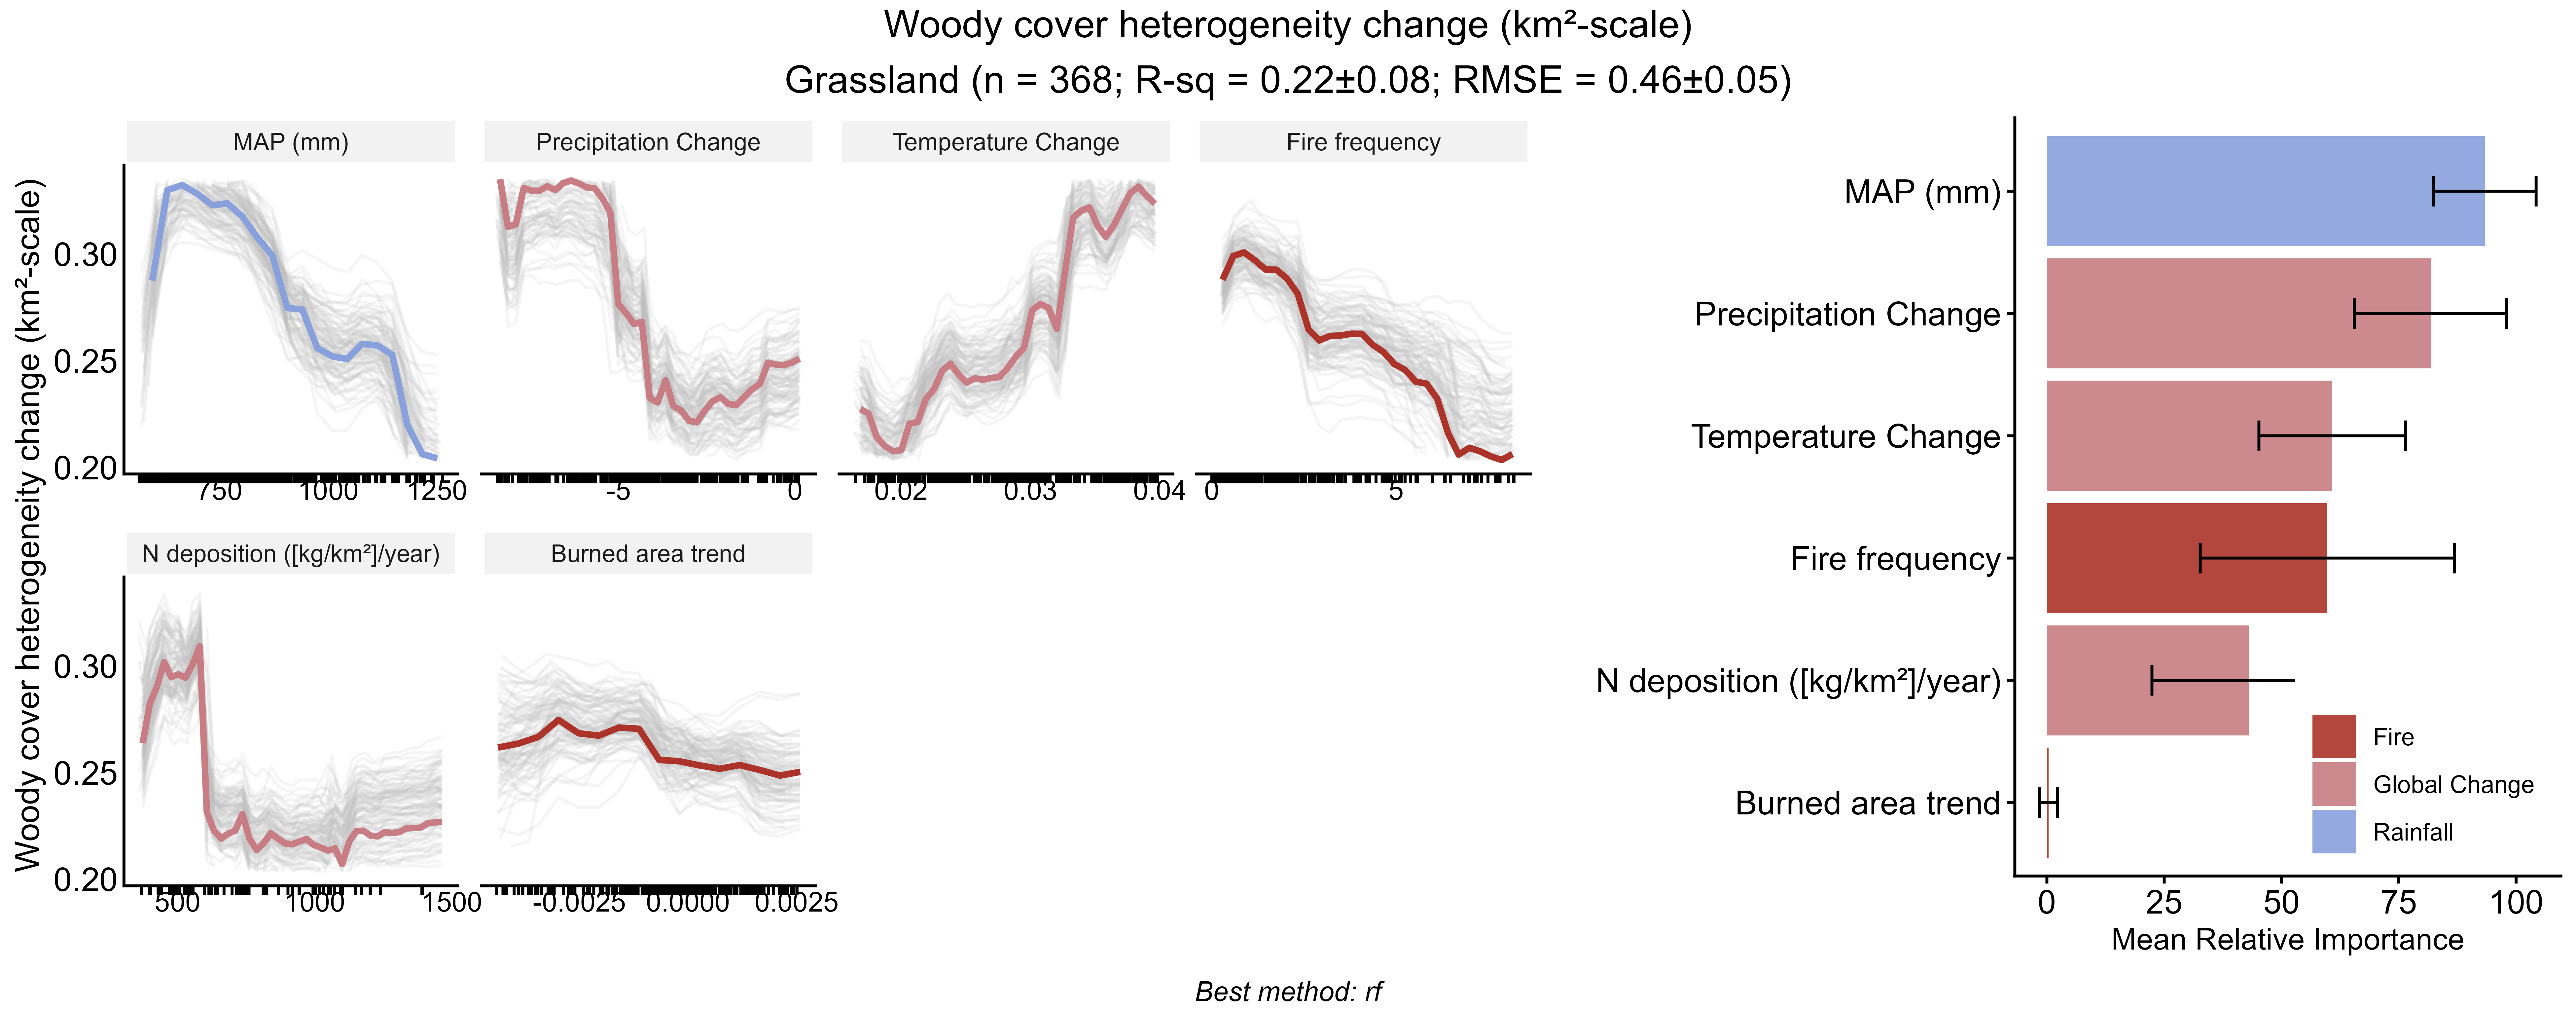 Woody cover heterogeneity change (km²-scale)
Grassland (n = 368; R-sq = 0.22±0.08; RMSE = 0.46±0.05)
Woody cover heterogeneity change (km²-scale)
MAP (mm)
Precipitation Change
Temperature Change
Fire frequency
0.30
0.25
0.20
750 1000 1250
-5 0
0.02 0.03 0.04
0 5
N deposition ([kg/km²]/year)
Burned area trend
0.30
0.25
0.20
500 1000 1500
-0.0025 0.0000 0.0025
MAP (mm)
Precipitation Change
Temperature Change
Fire frequency
N deposition ([kg/km²]/year)
Burned area trend
Fire
Global Change
Rainfall
0 25 50 75 100
Mean Relative Importance
Best method: rf